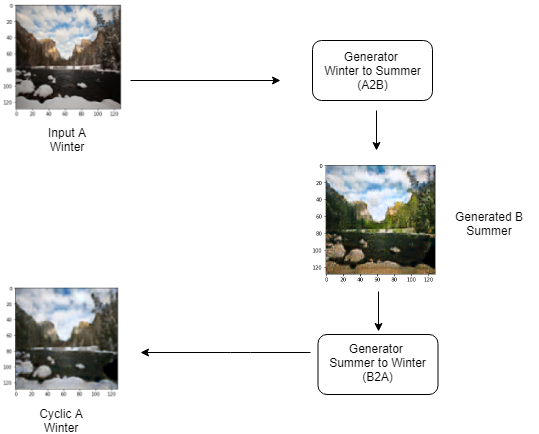 0
20
40
60
80
100
120
0 20 40 60 80 100 120
Input A
Winter
Generator
Winter to Summer
(A2B)
0
20
40
60
80
100
120
0 20 40 60 80 100 120
Generated B
Summer
Generator
Summer to Winter
(B2A)
0
20
40
60
80
100
120
0 20 40 60 80 100 120
Cyclic A
Winter